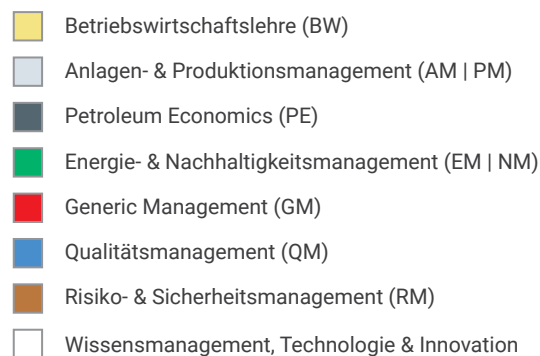 Betriebswirtschaftslehre (BW)
Anlagen- & Produktionsmanagement (AM | PM)
Petroleum Economics (PE)
Energie- & Nachhaltigkeitsmanagement (EM | NM)
Generic Management (GM)
Qualitätsmanagement (QM)
Risiko- & Sicherheitsmanagement (RM)
Wissensmanagement, Technologie & Innovation